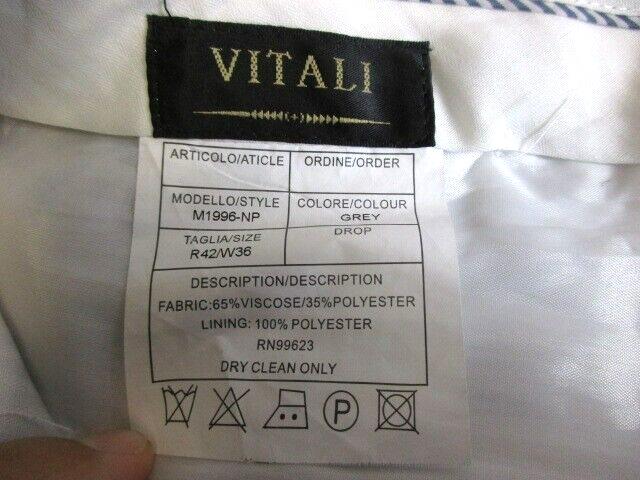 VITALI
ARTICOLO/ATICLE ORDINE/ORDER
MODELLO/STYLE COLORE/COLOUR
M1996-NP GREY
TAGLIA/SIZE DROP
R42/W36
DESCRIPTION/DESCRIPTION
FABRIC:65%VISCOSE/35%POLYESTER
LINING: 100% POLYESTER
RN99623
DRY CLEAN ONLY
P